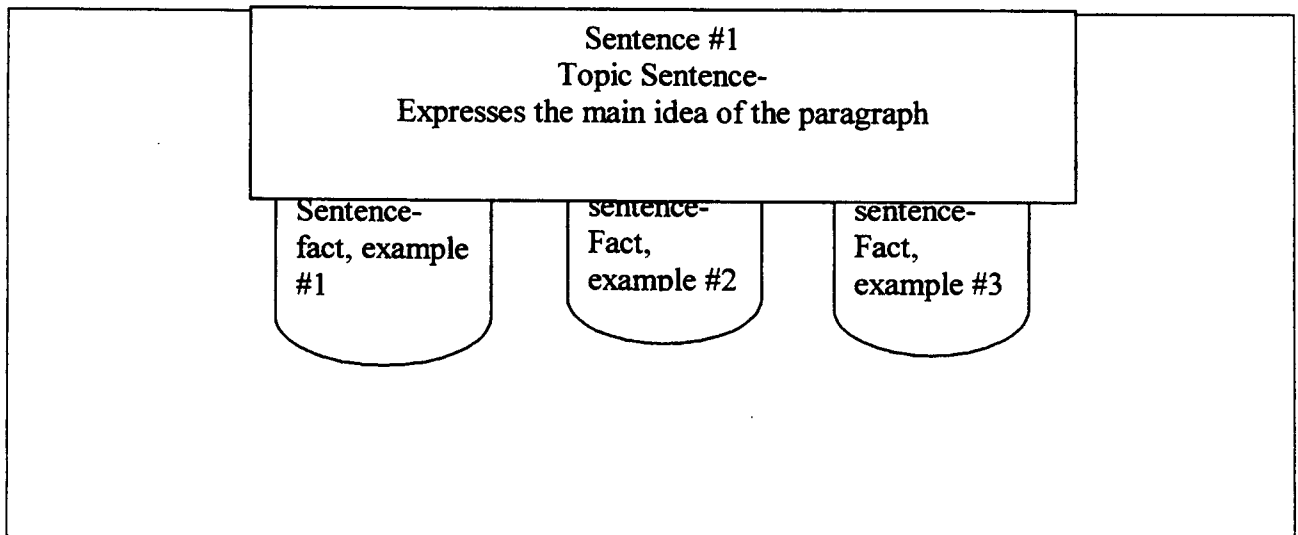 Sentence #1
Topic Sentence-
Expresses the main idea of the paragraph
Sentence-
fact, example
#1
sentence-
Fact,
example #2
sentence-
Fact,
example #3